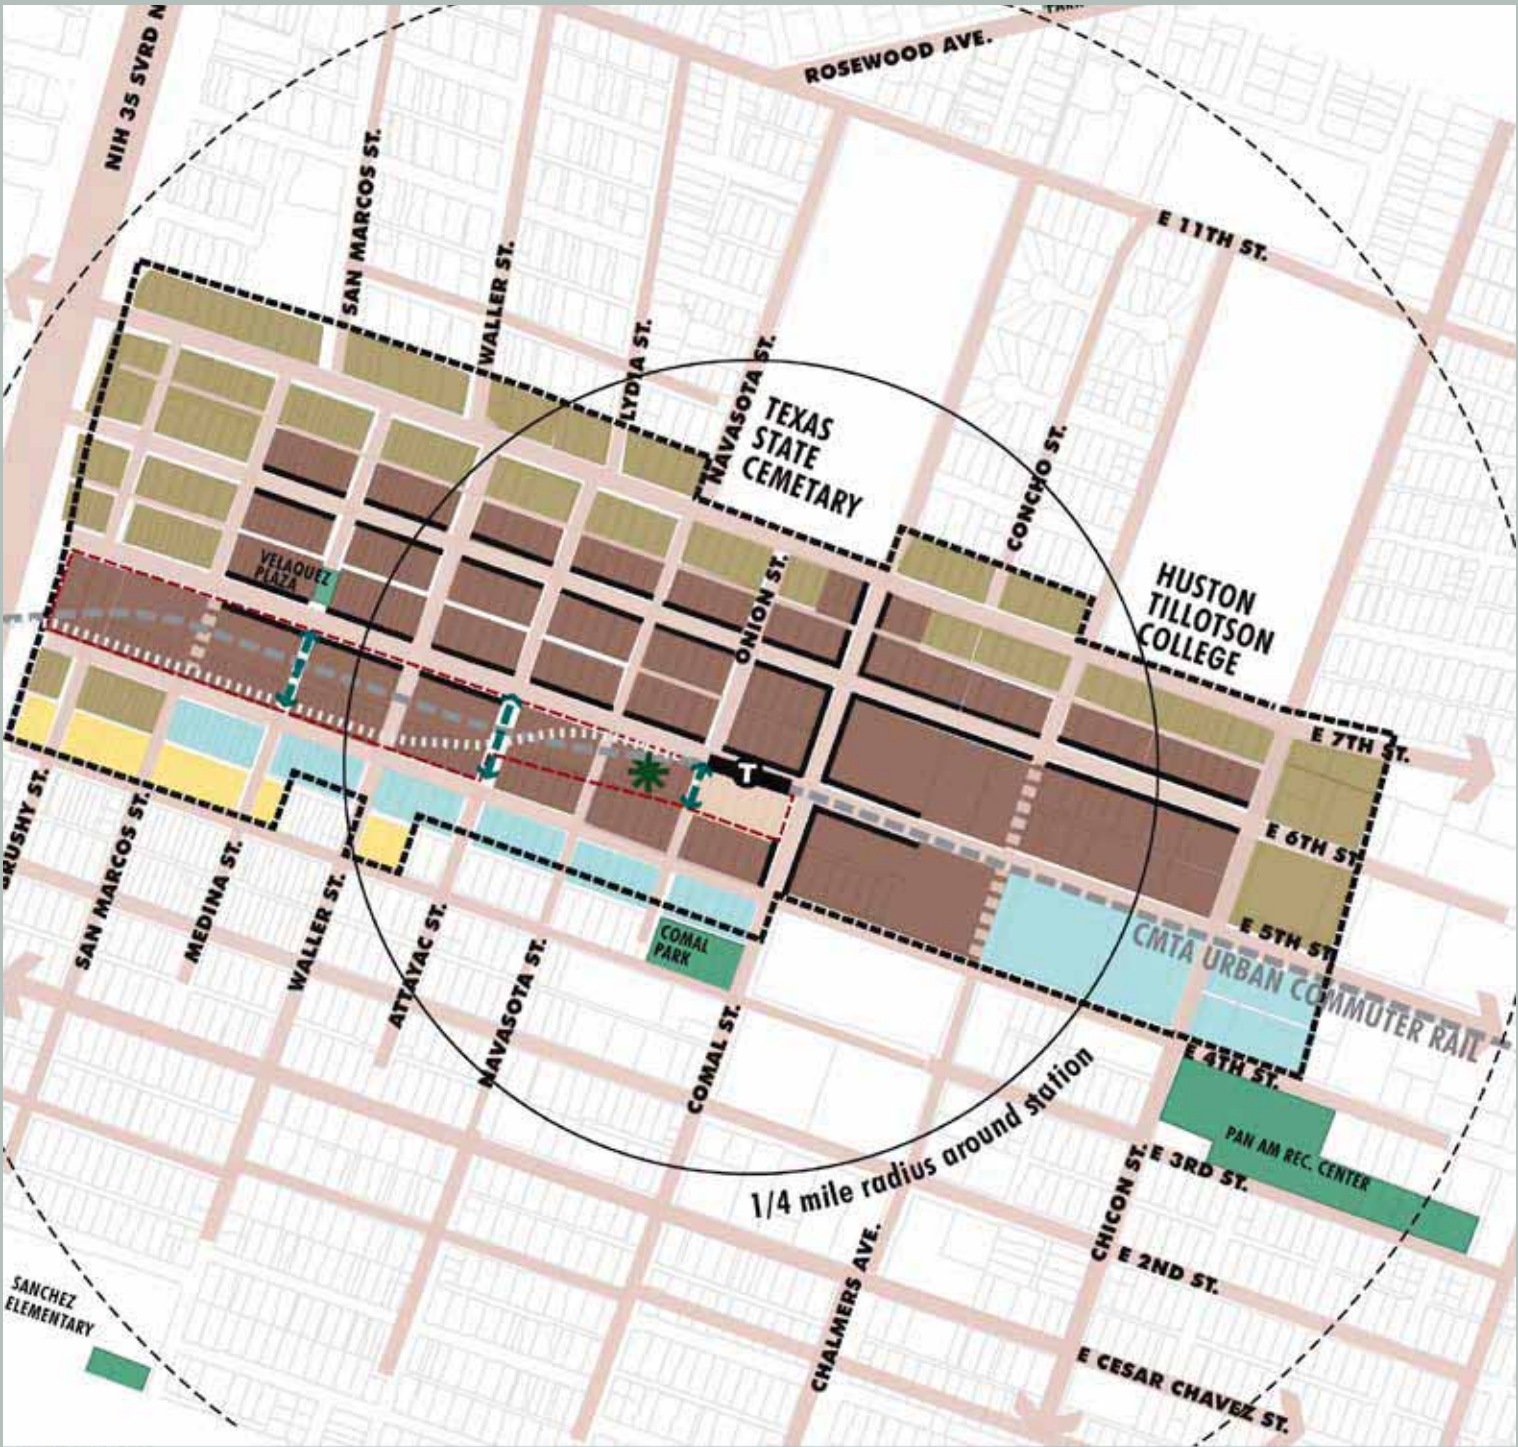 PARK
ROSEWOOD AVE.
NIH 35 SVRD N
SAN MARCOS ST.
WALLER ST.
LYDIA ST.
NAVASOTA ST.
E 11TH ST.
TEXAS
STATE
CEMETARY
CONCHO ST.
HUSTON
TILLOTSON
COLLEGE
VELAQUEZ
PLAZA
ONION ST.
E 7TH ST.
T
E 6TH ST.
E 5TH ST
CMTA URBAN COMMUTER RAIL
BRUSHY ST.
SAN MARCOS ST.
MEDINA ST.
WALLER ST.
ATTAYAC ST.
NAVASOTA ST.
COMAL
PARK
COMAL ST.
E 4TH ST.
1/4 mile radius around station
PAN AM REC. CENTER
E 3RD ST.
CHICON ST.
E 2ND ST.
CHALMERS AVE.
SANCHEZ
ELEMENTARY
E CESAR CHAVEZ ST.